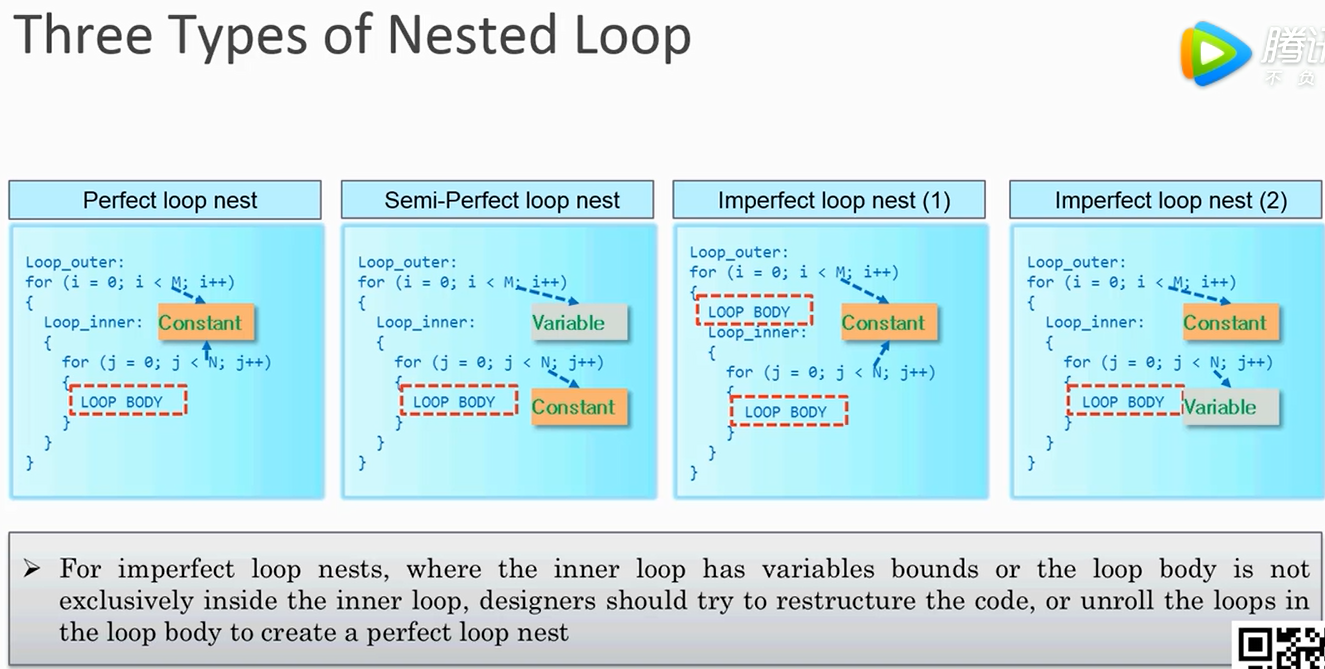 Three Types of Nested Loop
腾讯
不 负
Perfect loop nest
Loop_outer:
for (i = 0; i < M; i++)
{
Loop_inner:
Constant
{
for (j = 0; j < N; j++)
{
LOOP BODY
}
}
}
Semi-Perfect loop nest
Loop_outer:
for (i = 0; i < M; i++)
{
Loop_inner:
Variable
{
for (j = 0; j < N; j++)
{
LOOP BODY
Constant
}
}
}
Imperfect loop nest (1)
Loop_outer:
for (i = 0; i < M; i++)
{
LOOP BODY
Constant
Loop_inner:
{
for (j = 0; j < N; j++)
{
LOOP BODY
}
}
}
Imperfect loop nest (2)
Loop_outer:
for (i = 0; i < M; i++)
{
Loop_inner:
Constant
{
for (j = 0; j < N; j++)
{
LOOP BODY
Variable
}
}
}
➢ For imperfect loop nests, where the inner loop has variables bounds or the loop body is not
exclusively inside the inner loop, designers should try to restructure the code, or unroll the loops in
the loop body to create a perfect loop nest